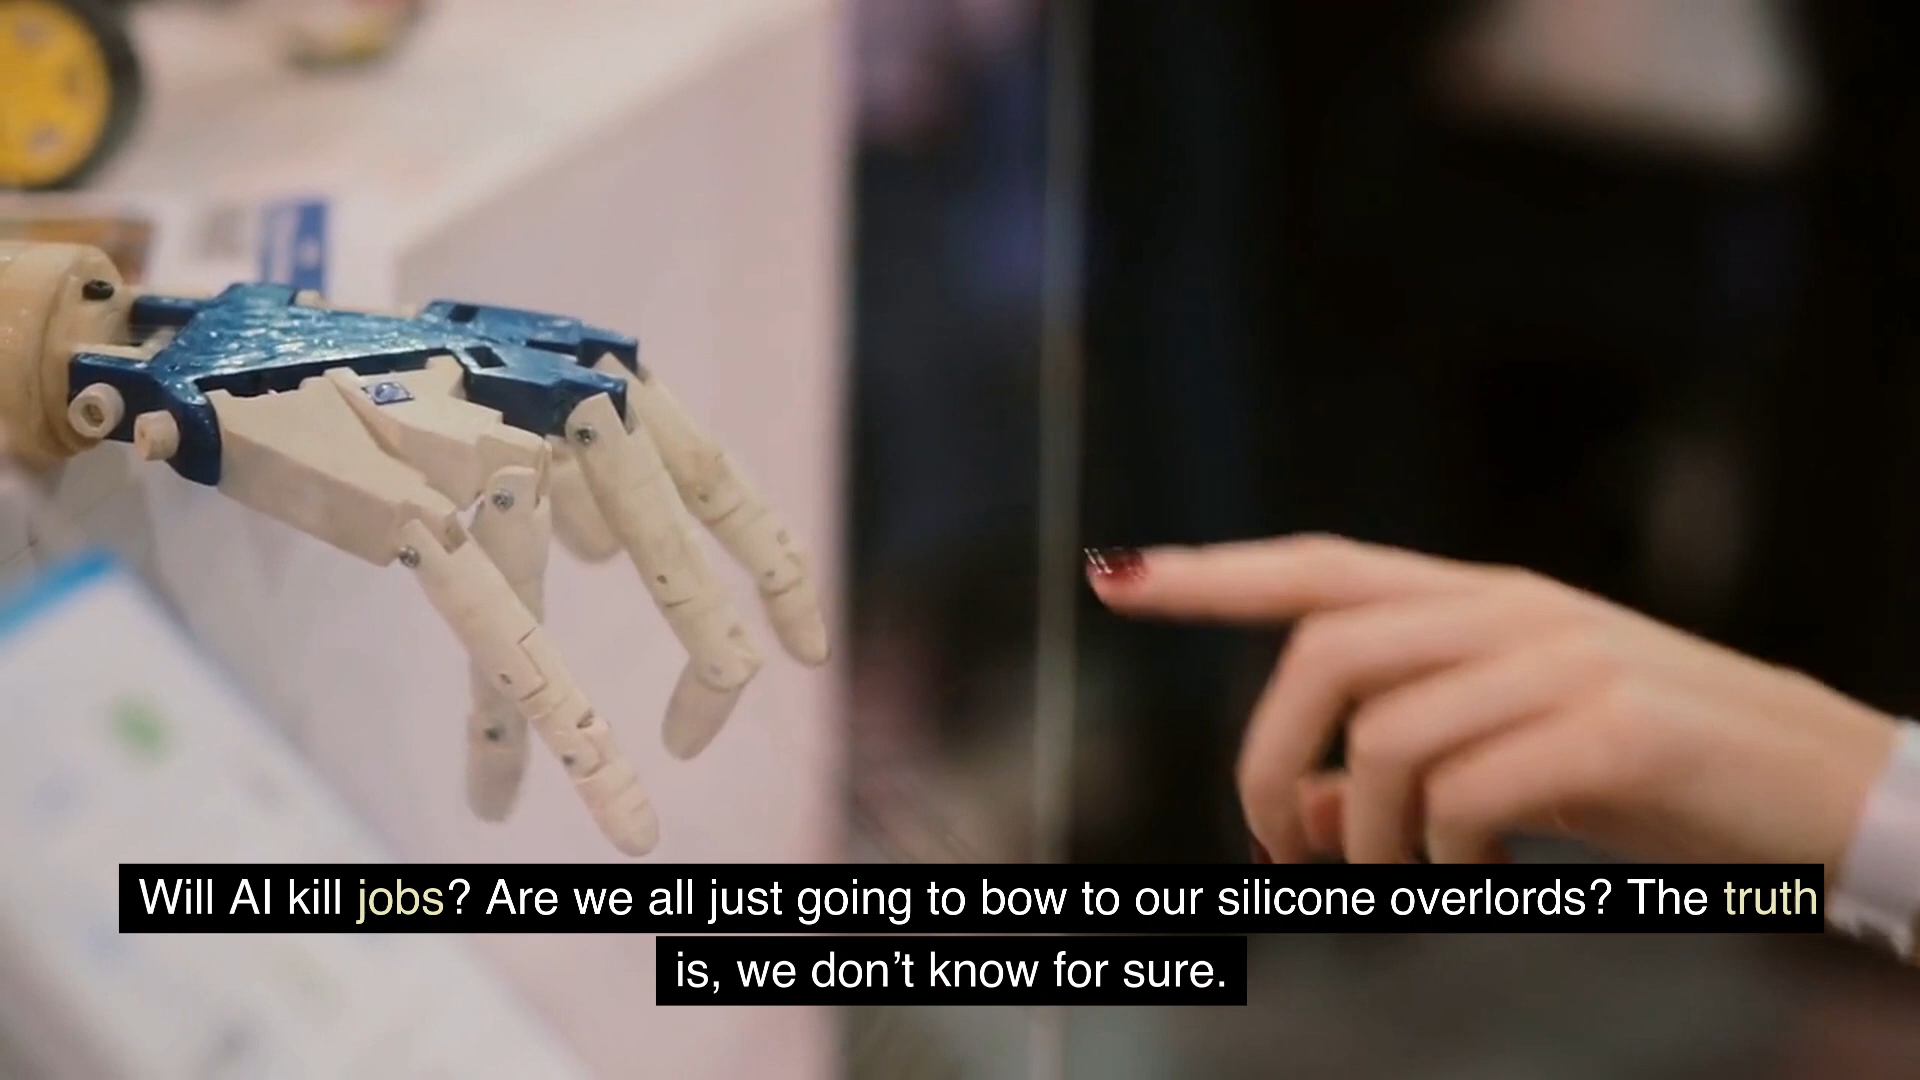 Will AI kill jobs? Are we all just going to bow to our silicone overlords? The truth
is, we don’t know for sure.